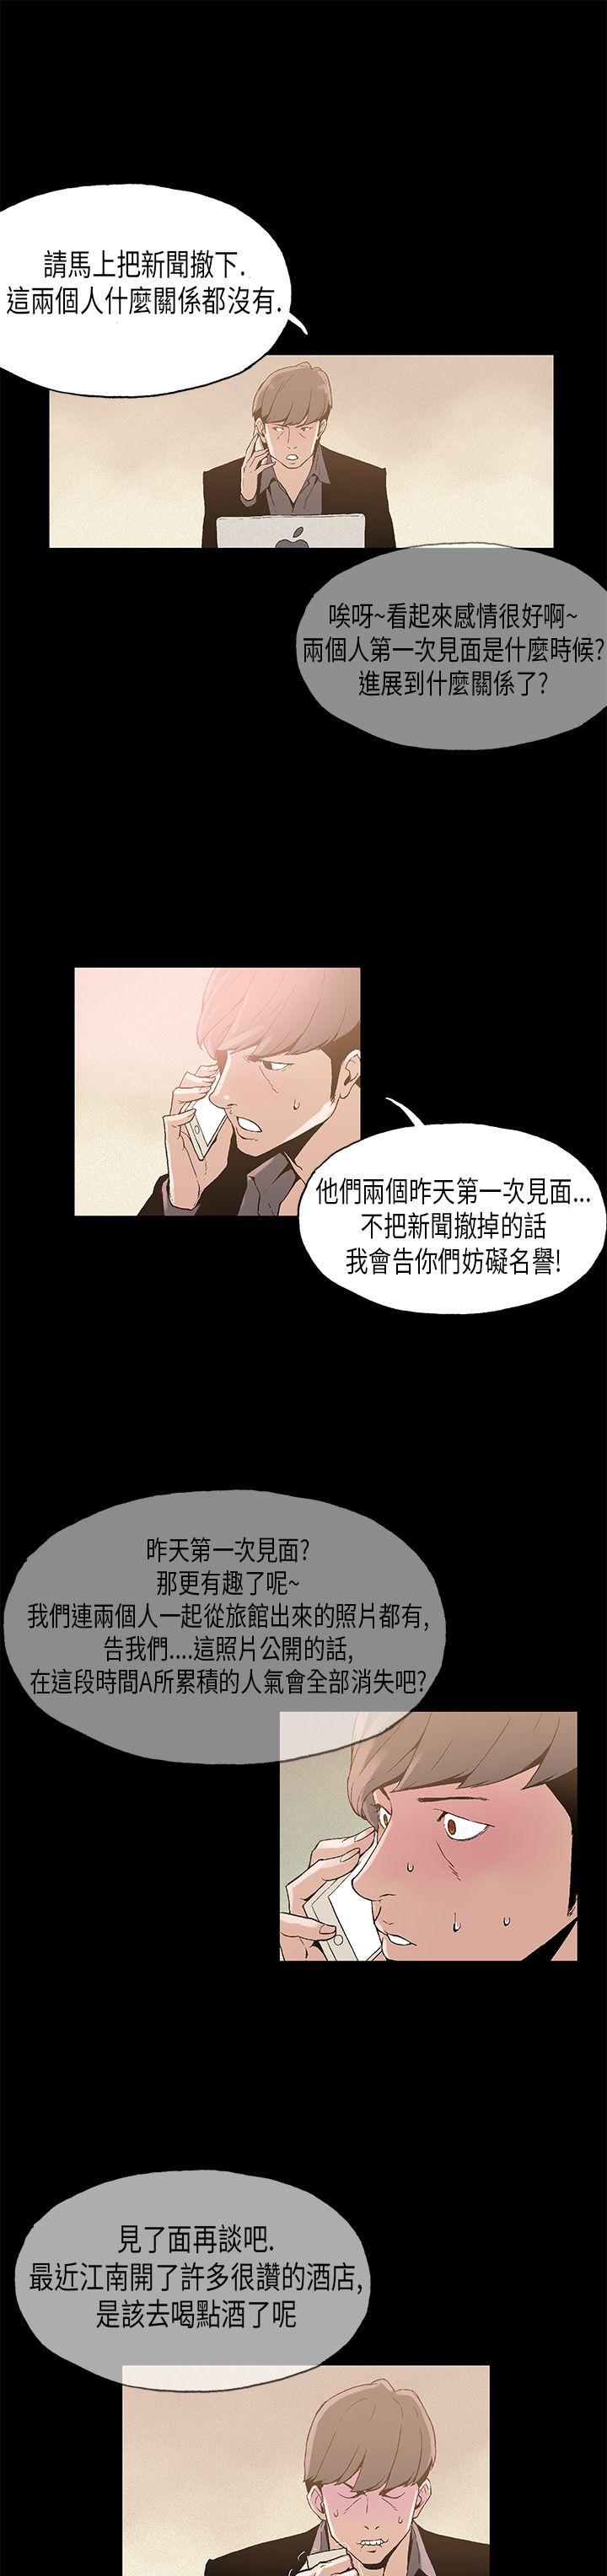 請馬上把新聞撤下.
這兩個人什麼關係都沒有.
唉呀~看起來感情很好啊~
兩個人第一次見面是什麼時候?
進展到什麼關係了?
他們兩個昨天第一次見面...
不把新聞撤掉的話
我會告你們妨礙名譽!
昨天第一次見面?
那更有趣了呢~
我們連兩個人一起從旅館出來的照片都有,
告我們....這照片公開的話,
在這段時間A所累積的人氣會全部消失吧?
見了面再談吧.
最近江南開了許多很讚的酒店,
是該去喝點酒了呢